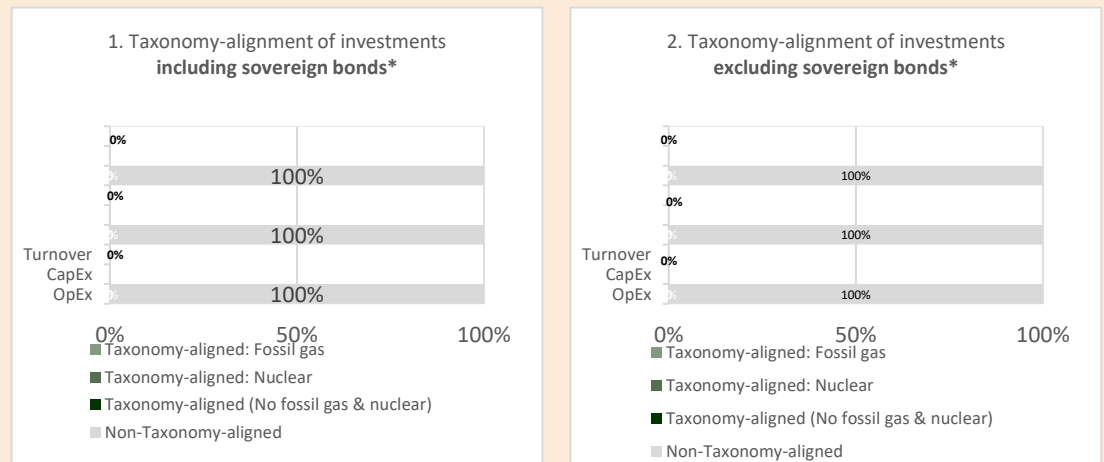 1. Taxonomy-alignment of investments
including sovereign bonds*
0%
100%
0%
100%
Turnover
0%
CapEx
OpEx
100%
0%
50%
100%
Taxonomy-aligned: Fossil gas
Taxonomy-aligned: Nuclear
Taxonomy-aligned (No fossil gas & nuclear)
Non-Taxonomy-aligned
2. Taxonomy-alignment of investments
excluding sovereign bonds*
0%
100%
0%
100%
Turnover
0%
CapEx
OpEx
100%
0%
50%
100%
Taxonomy-aligned: Fossil gas
Taxonomy-aligned: Nuclear
Taxonomy-aligned (No fossil gas & nuclear)
Non-Taxonomy-aligned